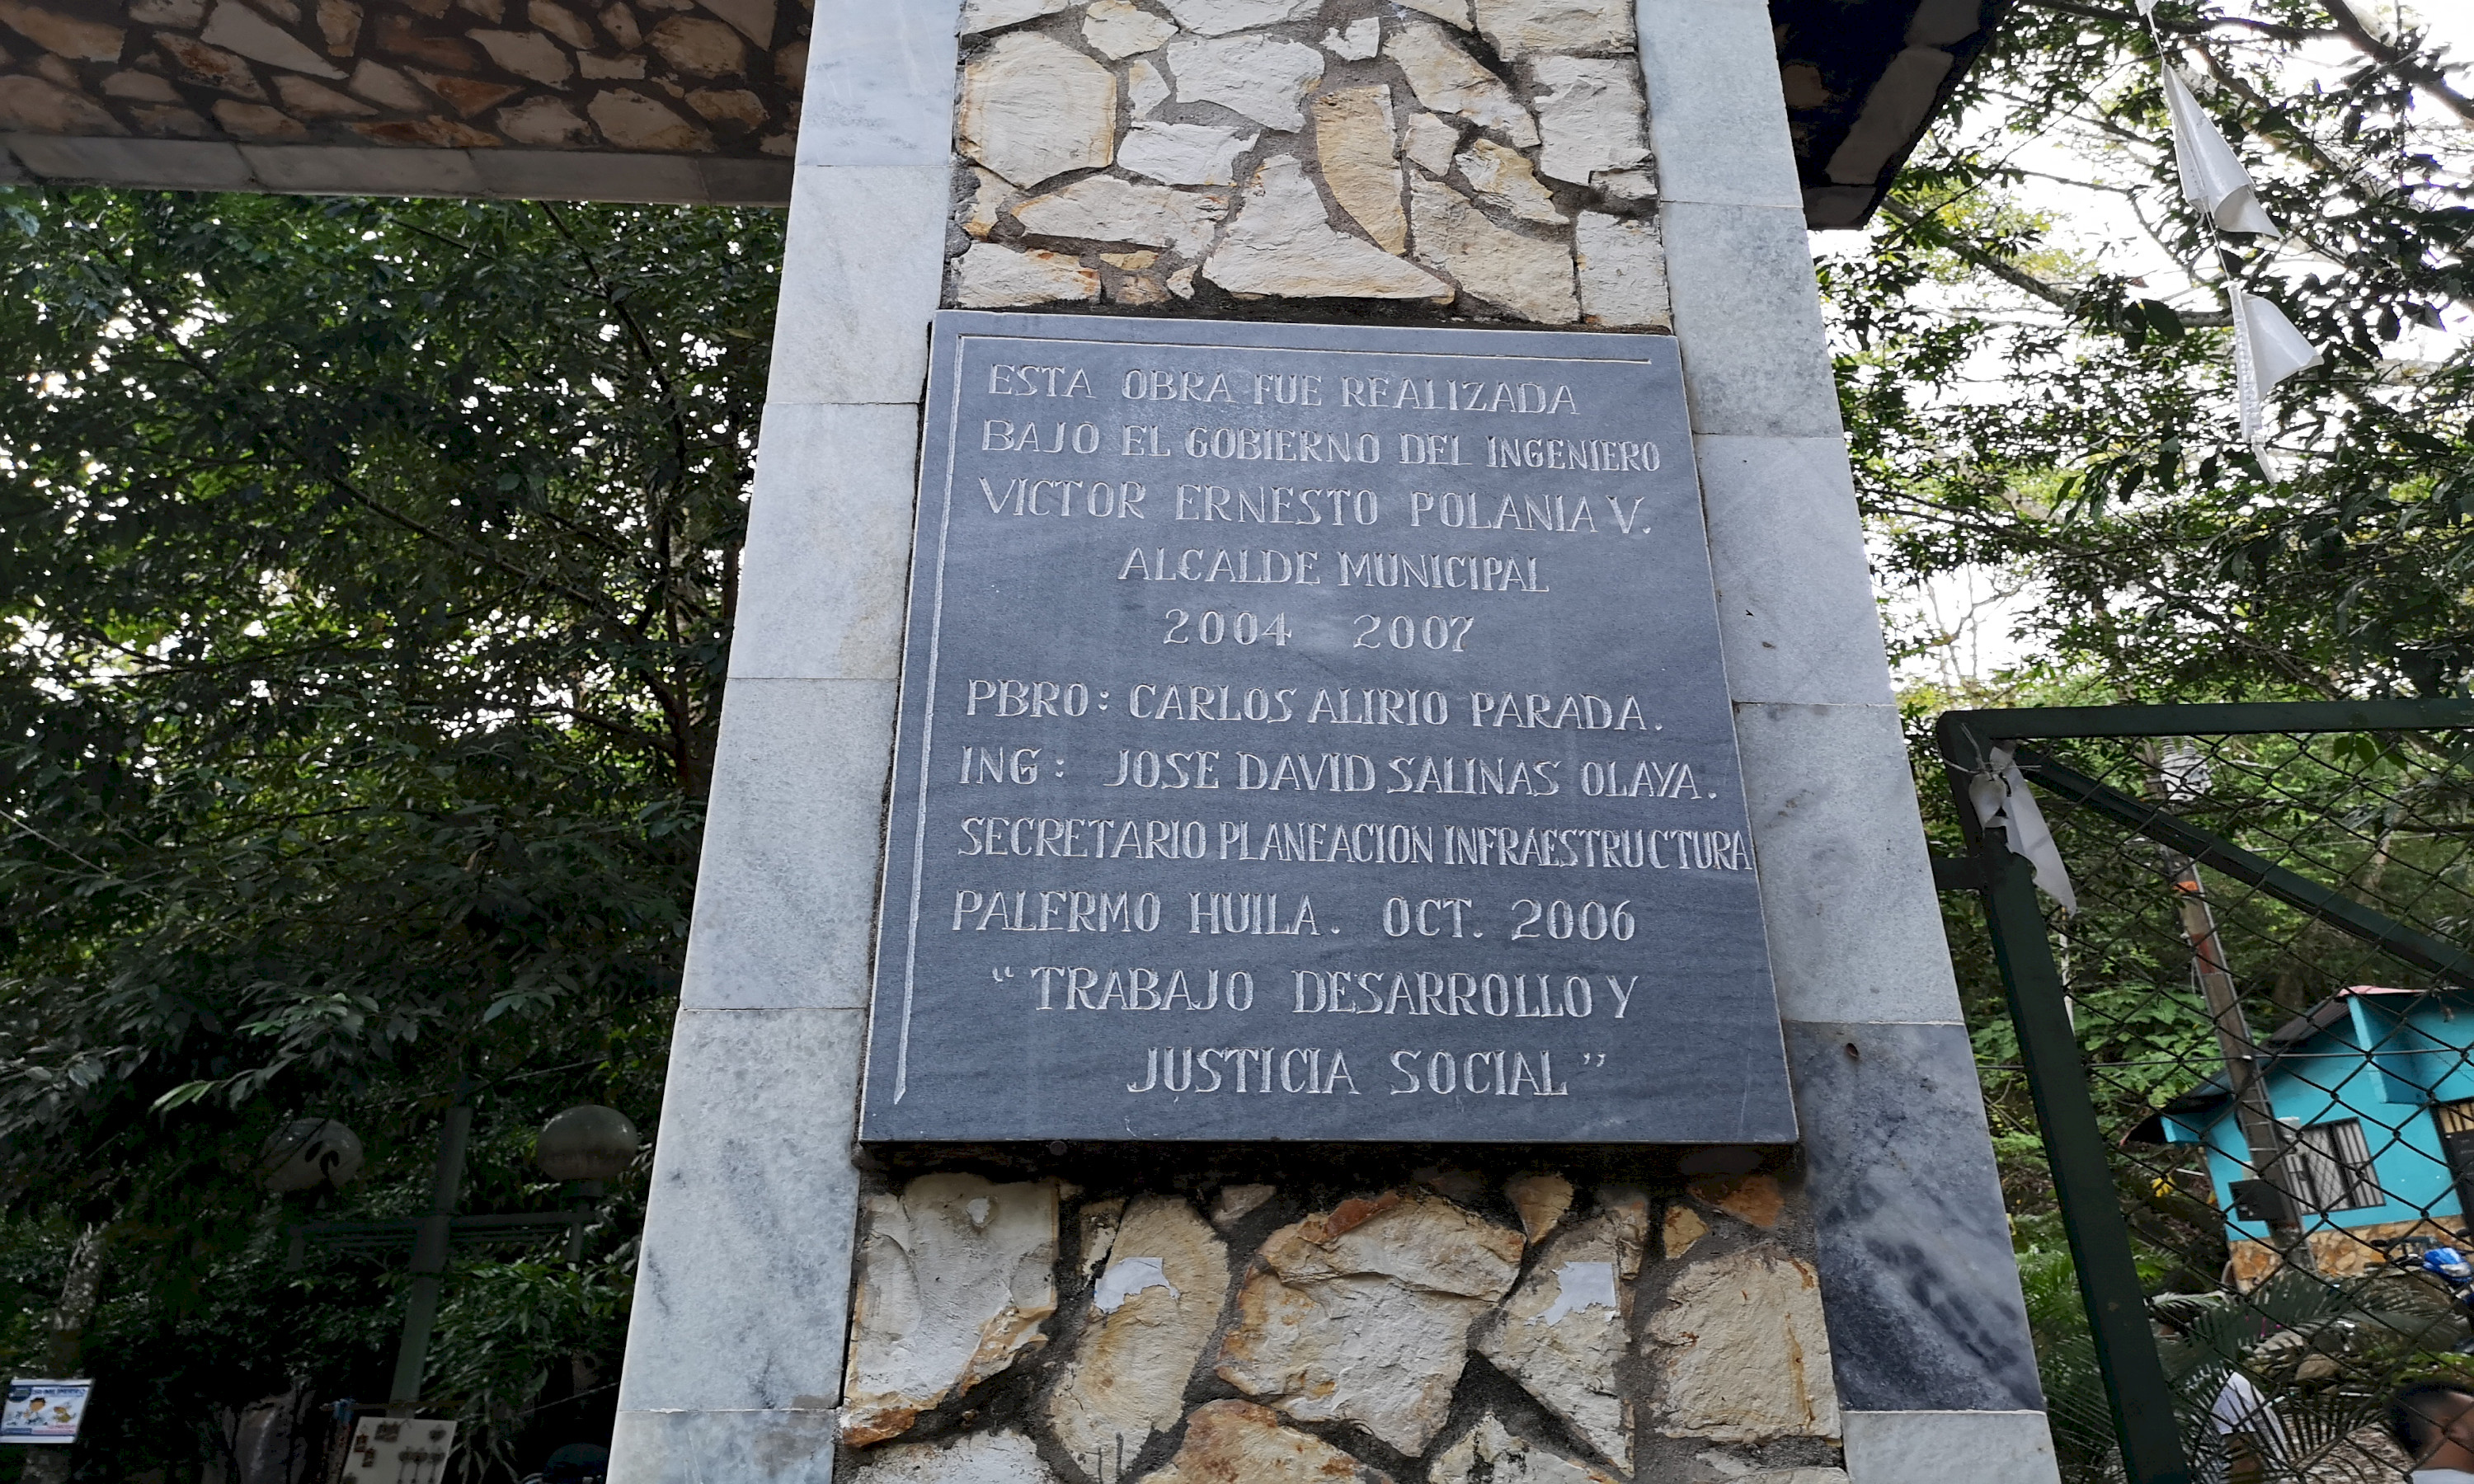 ESTA OBRA FUE REALIZADA
BAJO EL GOBIERNO DEL INGENIERO
VICTOR ERNESTO POLANIA V.
ALCALDE MUNICIPAL
2004 2007
PBRO: CARLOS ALIRIO PARADA.
ING: JOSE DAVID SALINAS OLAYA.
SECRETARIO PLANEACION INFRAESTRUCTURA
PALERMO HUILA. OCT. 2006
“TRABAJO DESARROLLO Y
JUSTICIA SOCIAL”